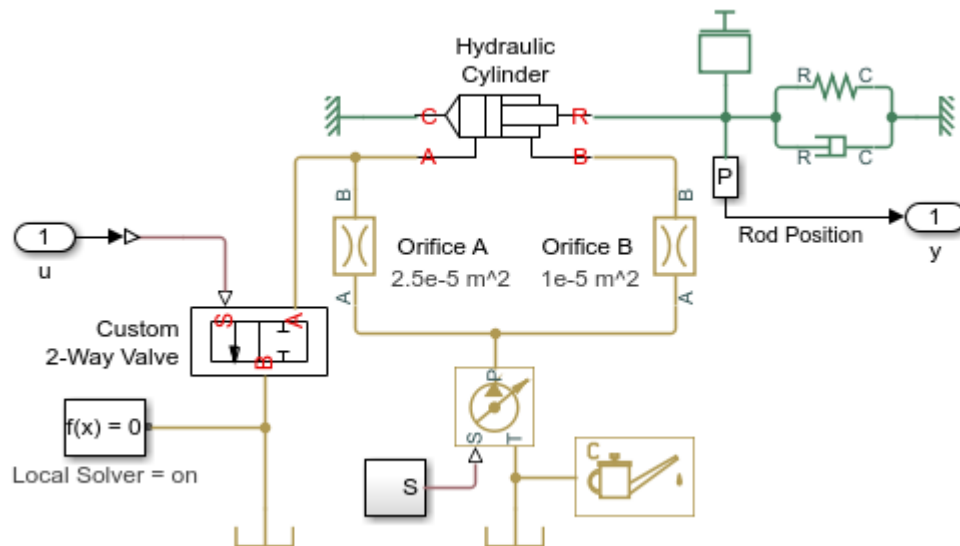 Hydraulic
Cylinder
C
R
A
B
R
C
R
C
P
1
u
B
Orifice A
2.5e-5 m^2
A
B
Orifice B
1e-5 m^2
A
Rod Position
1
y
Custom
2-Way Valve
S
A
B
f(x) = 0
Local Solver = on
P
S
T
S
C